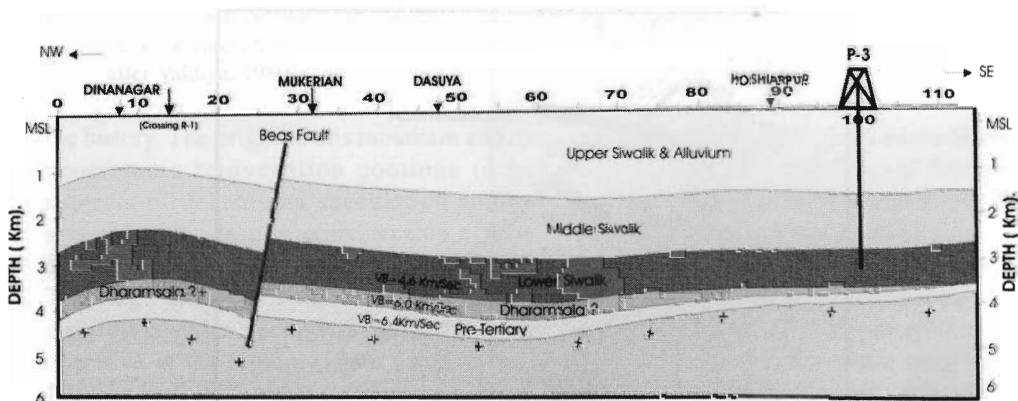 NW
P-3
SE
DINANAGAR
MUKERIAN
DASUYA
HOSHIARPUR
0 10 20 30 40 50 60 70 80 90 100 110
(Crossing R-1)
MSL
MSL
Beas Fault
Upper Siwalik & Alluvium
Middle Siwalik
Lower Siwalik
VB=4.6Km/Sec
Dharamsala ?
VB=6.0 Km/Sec
Dharamsala ?
VB=6.4Km/Sec
Pre-Tertiary
DEPTH ( Km).
1
2
3
4
5
6
DEPTH ( Km).
1
2
3
4
5
6